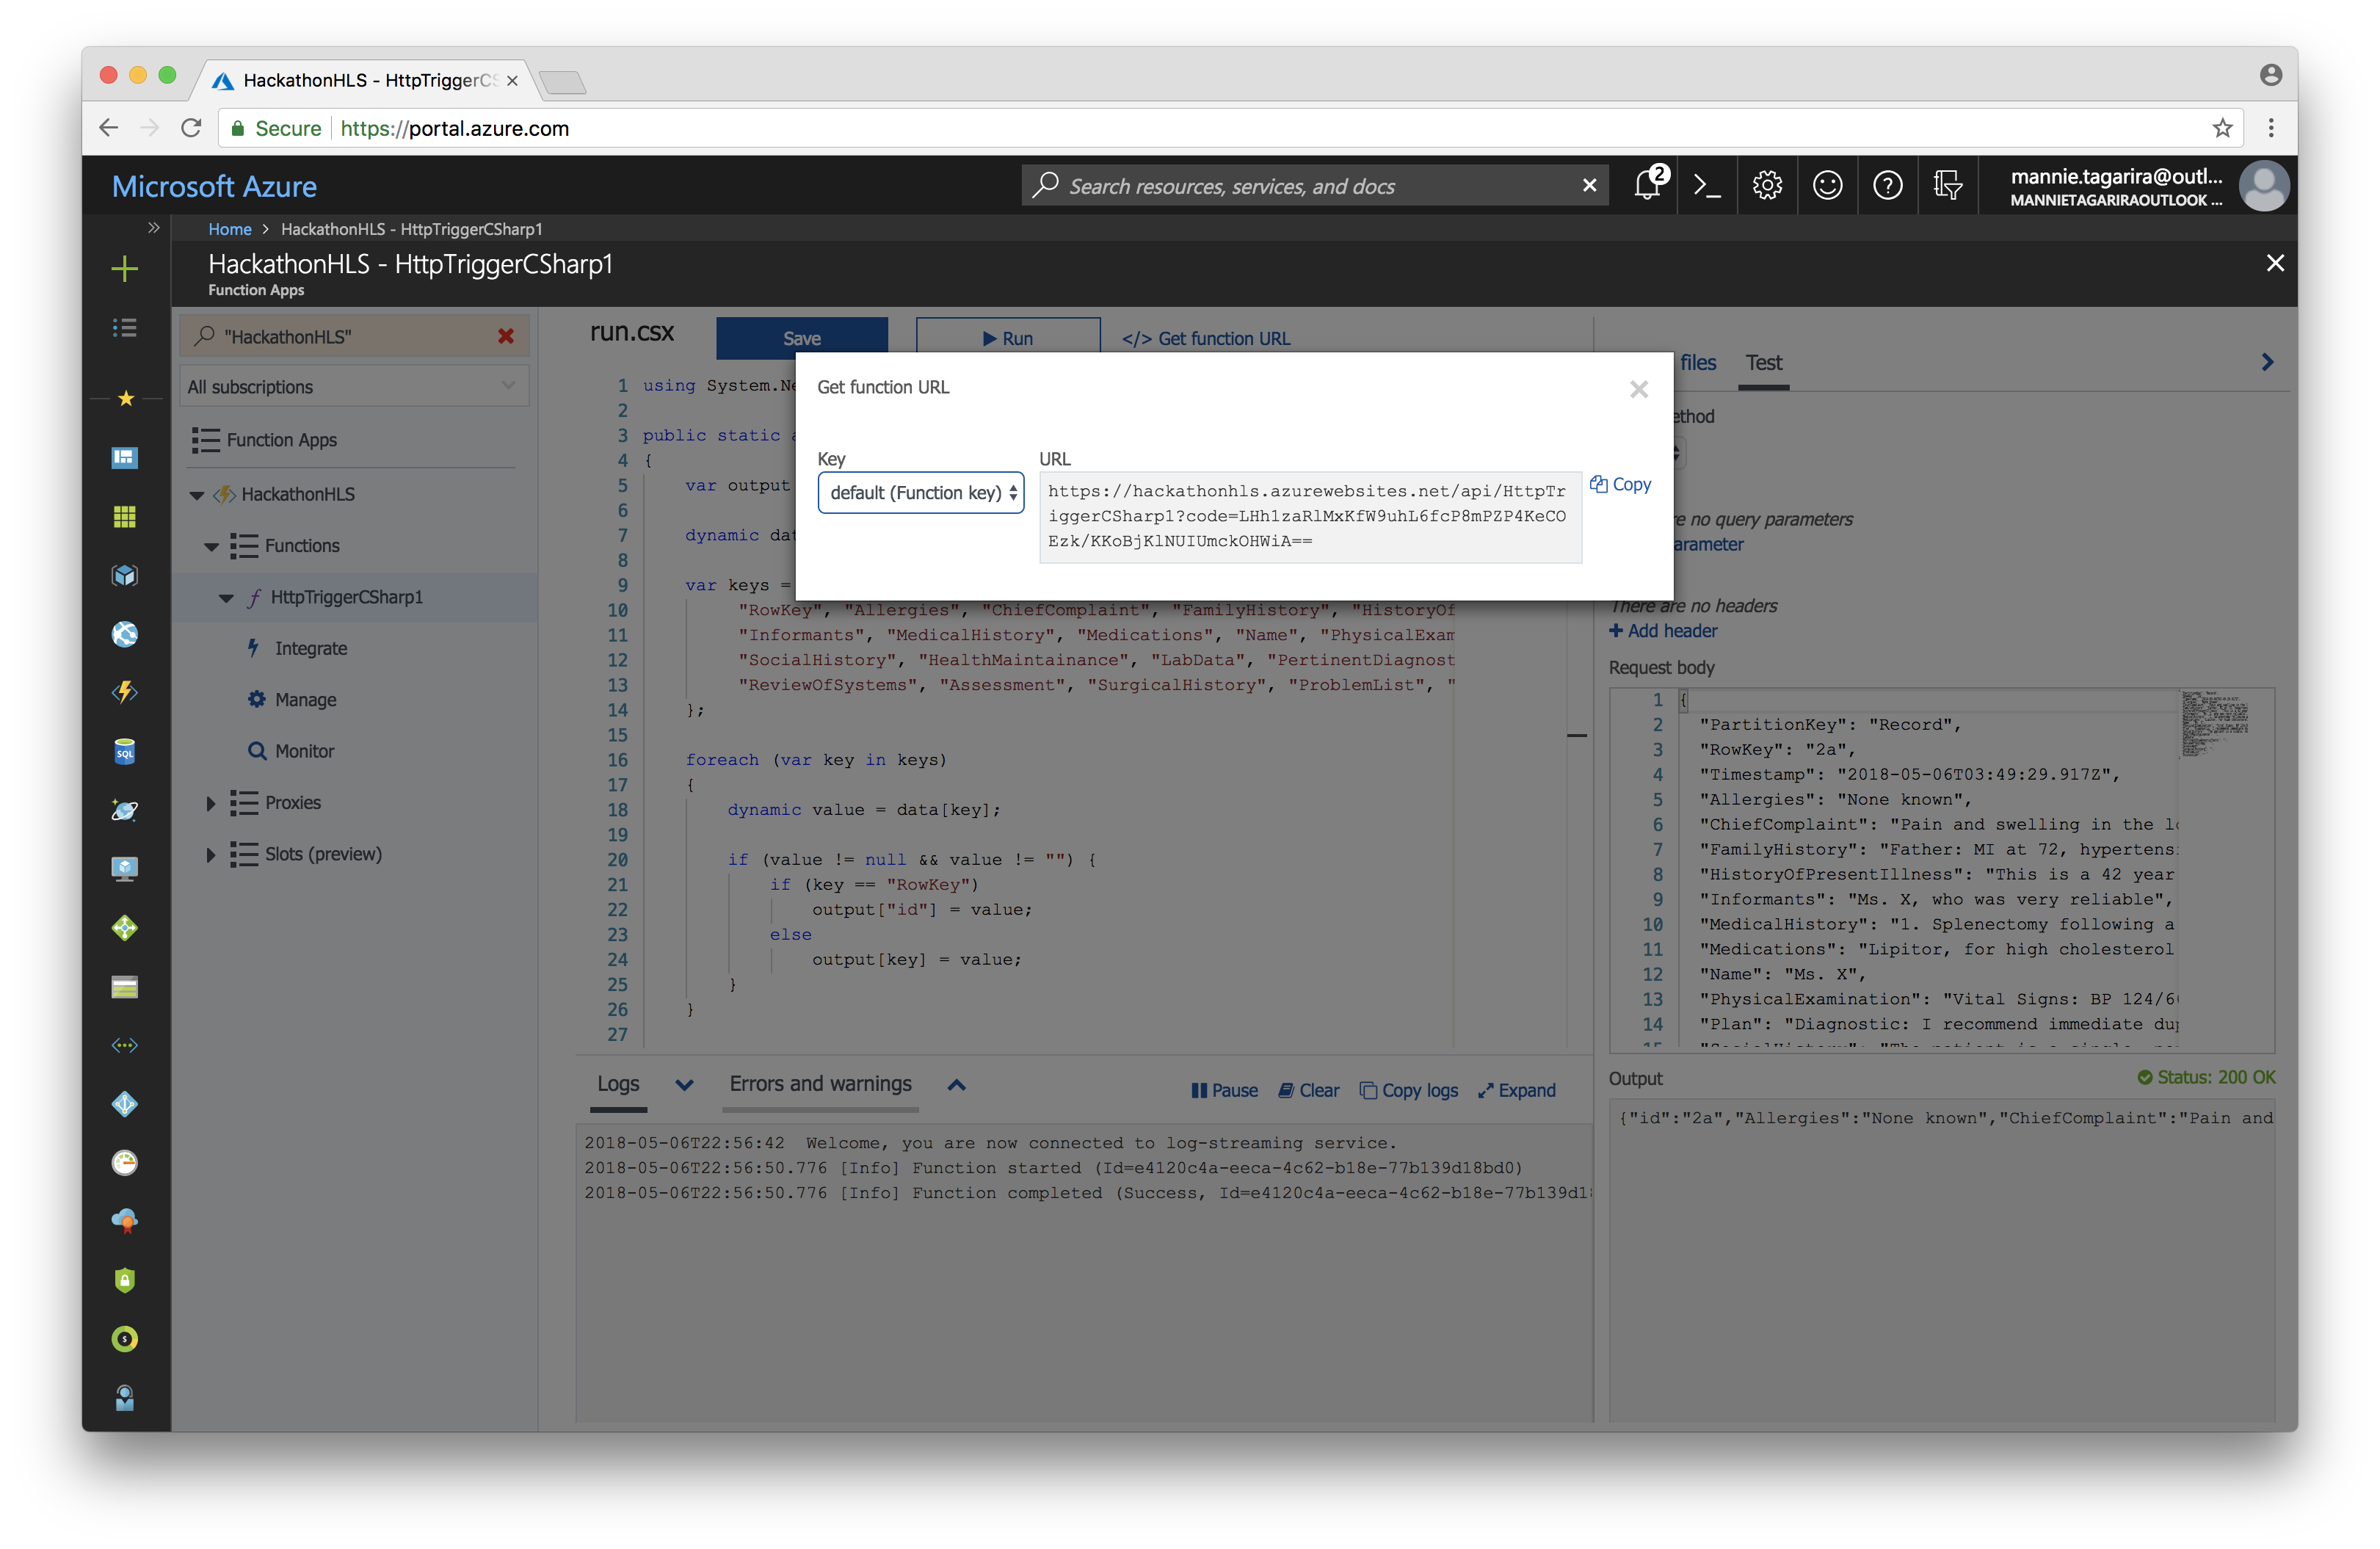 HackathonHLS - HttpTriggerCS
Secure https://portal.azure.com
Microsoft Azure
Search resources, services, and docs
2
mannie.tagarira@outl...
MANNIETAGARIRAOUTLOOK ...
Home > HackathonHLS - HttpTriggerCSharp1
HackathonHLS - HttpTriggerCSharp1
Function Apps
"HackathonHLS"
All subscriptions
Function Apps
HackathonHLS
Functions
HttpTriggerCSharp1
Integrate
Manage
Monitor
Proxies
Slots (preview)
SQL
run.csx
Save
Run
</> Get function URL
Get function URL
Key
default (Function key)
URL
https://hackathonhls.azurewebsites.net/api/HttpTr
iggerCSharp1?code=LHh1zaRlMxKfW9uhL6fcP8mPZP4KeCO
Ezk/KKoBjKlNUIUmckOHWiA==
Copy
1 using System.Ne
2
3 public static a
4 {
5 var output
6
7 dynamic dat
8
9 var keys =
10 "RowKey", "Allergies", "ChiefComplaint", "FamilyHistory", "HistoryOf
11 "Informants", "MedicalHistory", "Medications", "Name", "PhysicalExam
12 "SocialHistory", "HealthMaintainance", "LabData", "PertinentDiagnost
13 "ReviewOfSystems", "Assessment", "SurgicalHistory", "ProblemList", "
14 };
15
16 foreach (var key in keys)
17 {
18 dynamic value = data[key];
19
20 if (value != null && value != "") {
21 if (key == "RowKey")
22 output["id"] = value;
23 else
24 output[key] = value;
25 }
26 }
27
Logs
Errors and warnings
Pause
Clear
Copy logs
Expand
2018-05-06T22:56:42 Welcome, you are now connected to log-streaming service.
2018-05-06T22:56:50.776 [Info] Function started (Id=e4120c4a-eeca-4c62-b18e-77b139d18bd0)
2018-05-06T22:56:50.776 [Info] Function completed (Success, Id=e4120c4a-eeca-4c62-b18e-77b139d18
files
Test
ethod
re no query parameters
arameter
There are no headers
+ Add header
Request body
1 {
2 "PartitionKey": "Record",
3 "RowKey": "2a",
4 "Timestamp": "2018-05-06T03:49:29.917Z",
5 "Allergies": "None known",
6 "ChiefComplaint": "Pain and swelling in the l
7 "FamilyHistory": "Father: MI at 72, hypertens
8 "HistoryOfPresentIllness": "This is a 42 year
9 "Informants": "Ms. X, who was very reliable",
10 "MedicalHistory": "1. Splenectomy following a
11 "Medications": "Lipitor, for high cholesterol
12 "Name": "Ms. X",
13 "PhysicalExamination": "Vital Signs: BP 124/6
14 "Plan": "Diagnostic: I recommend immediate du
15 "SocialHistory": "The patient is a single,
Output
Status: 200 OK
{"id":"2a","Allergies":"None known","ChiefComplaint":"Pain and